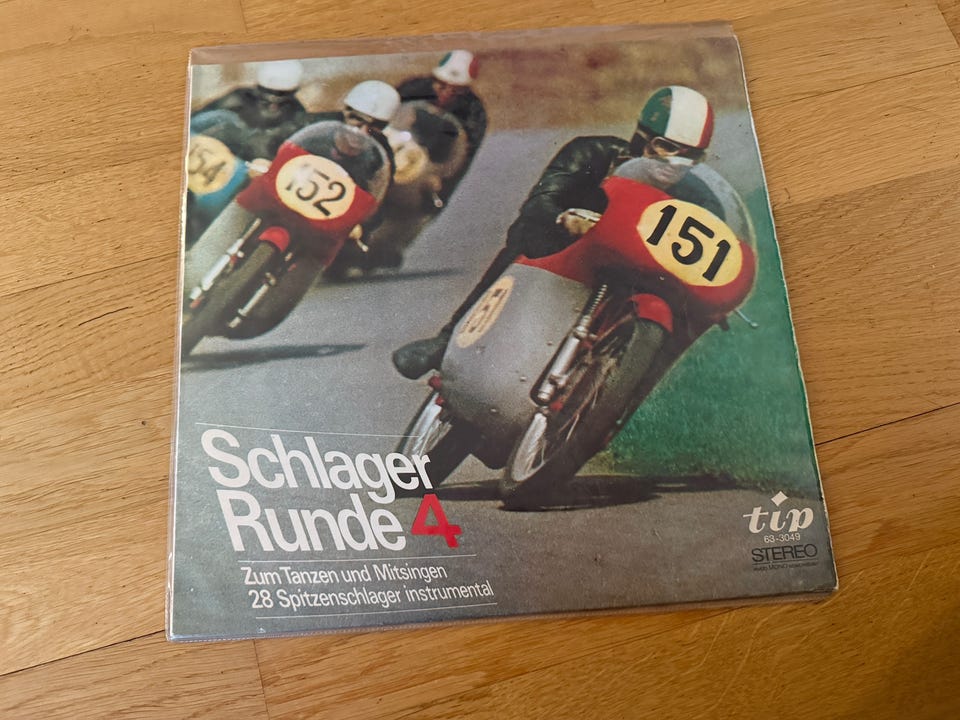 154
152
151
Schlager
Runde 4
Zum Tanzen und Mitsingen
28 Spitzenschlager instrumental
tip
63-3049
STEREO